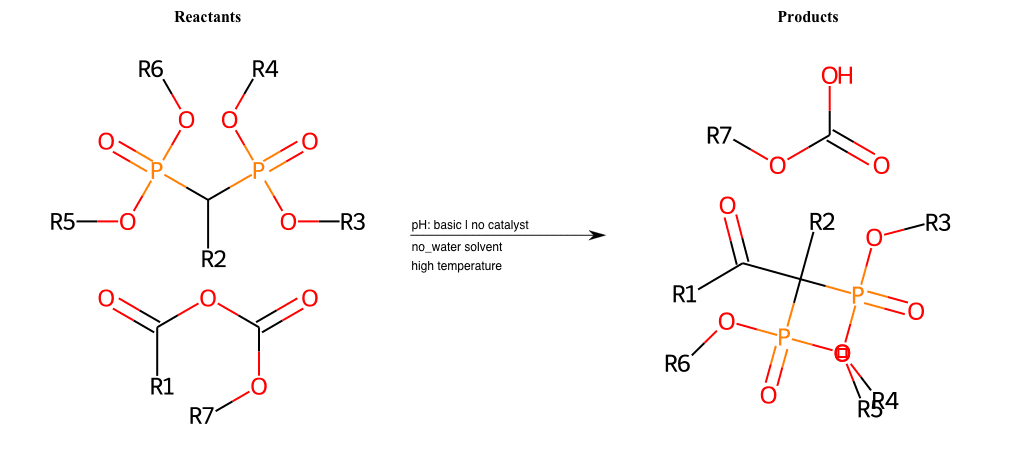 Reactants
Products
R6
R4
O
O
O
O
P
P
R5
O
O
R3
R2
O
O
O
R1
O
R7
pH: basic | no catalyst
no_water solvent
high temperature
OH
R7
O
O
O
R2
O
R3
R1
P
O
O
P
R6
O
O
O
R4
R5